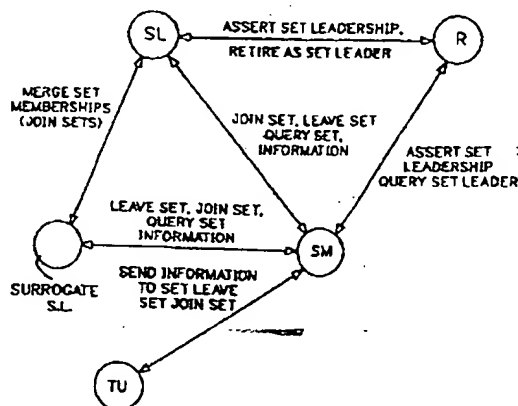 SL
ASSERT SET LEADERSHIP,
RETIRE AS SET LEADER
R
MERGE SET
MEMBERSHIPS
(JOIN SETS)
JOIN SET, LEAVE SET
QUERY SET,
INFORMATION
ASSERT SET
LEADERSHIP
QUERY SET LEADER
LEAVE SET, JOIN SET,
QUERY SET
INFORMATION
SM
SURROGATE
S.L.
SEND INFORMATION
TO SET LEAVE
SET JOIN SET
TU